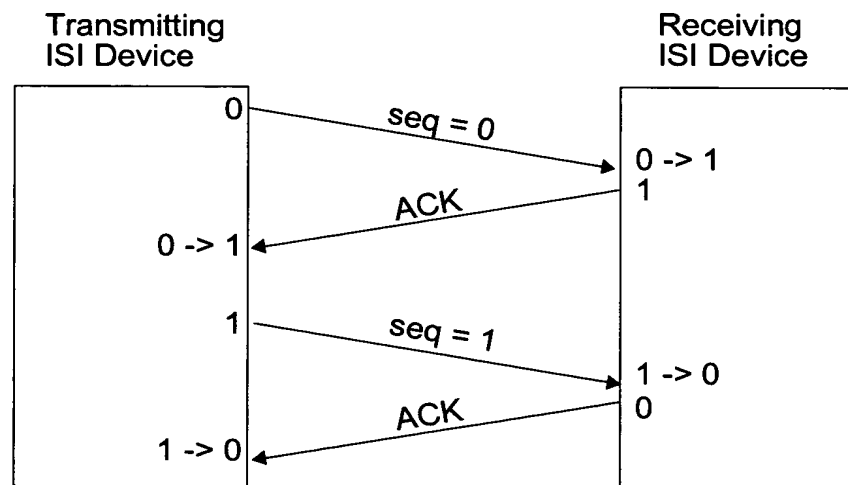 Transmitting
ISI Device
Receiving
ISI Device
0
seq = 0
0 -> 1
1
ACK
0 -> 1
1
seq = 1
1 -> 0
0
ACK
1 -> 0